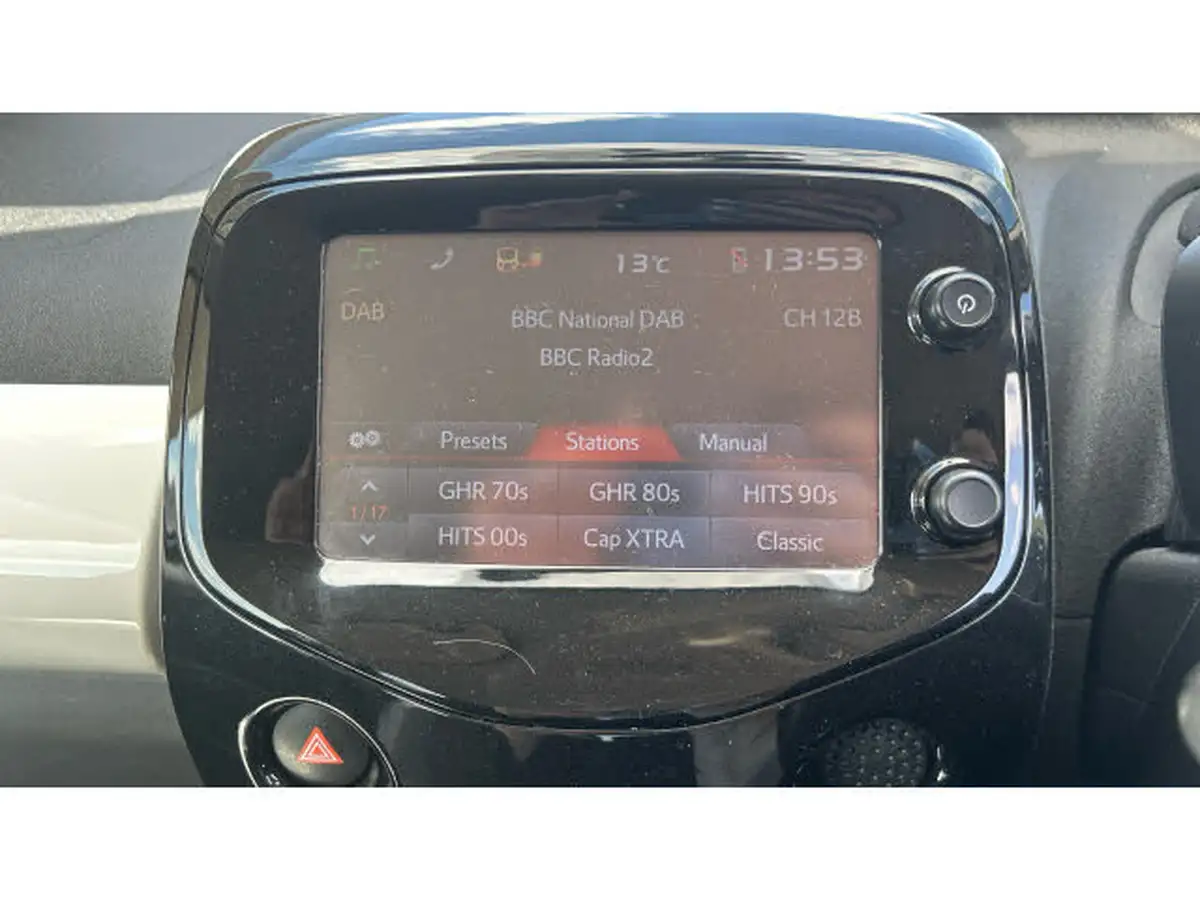 13°C 13:53
DAB BBC National DAB CH 12B
BBC Radio2
Presets Stations Manual
GHR 70s GHR 80s HITS 90s
1/17
HITS 00s Cap XTRA Classic